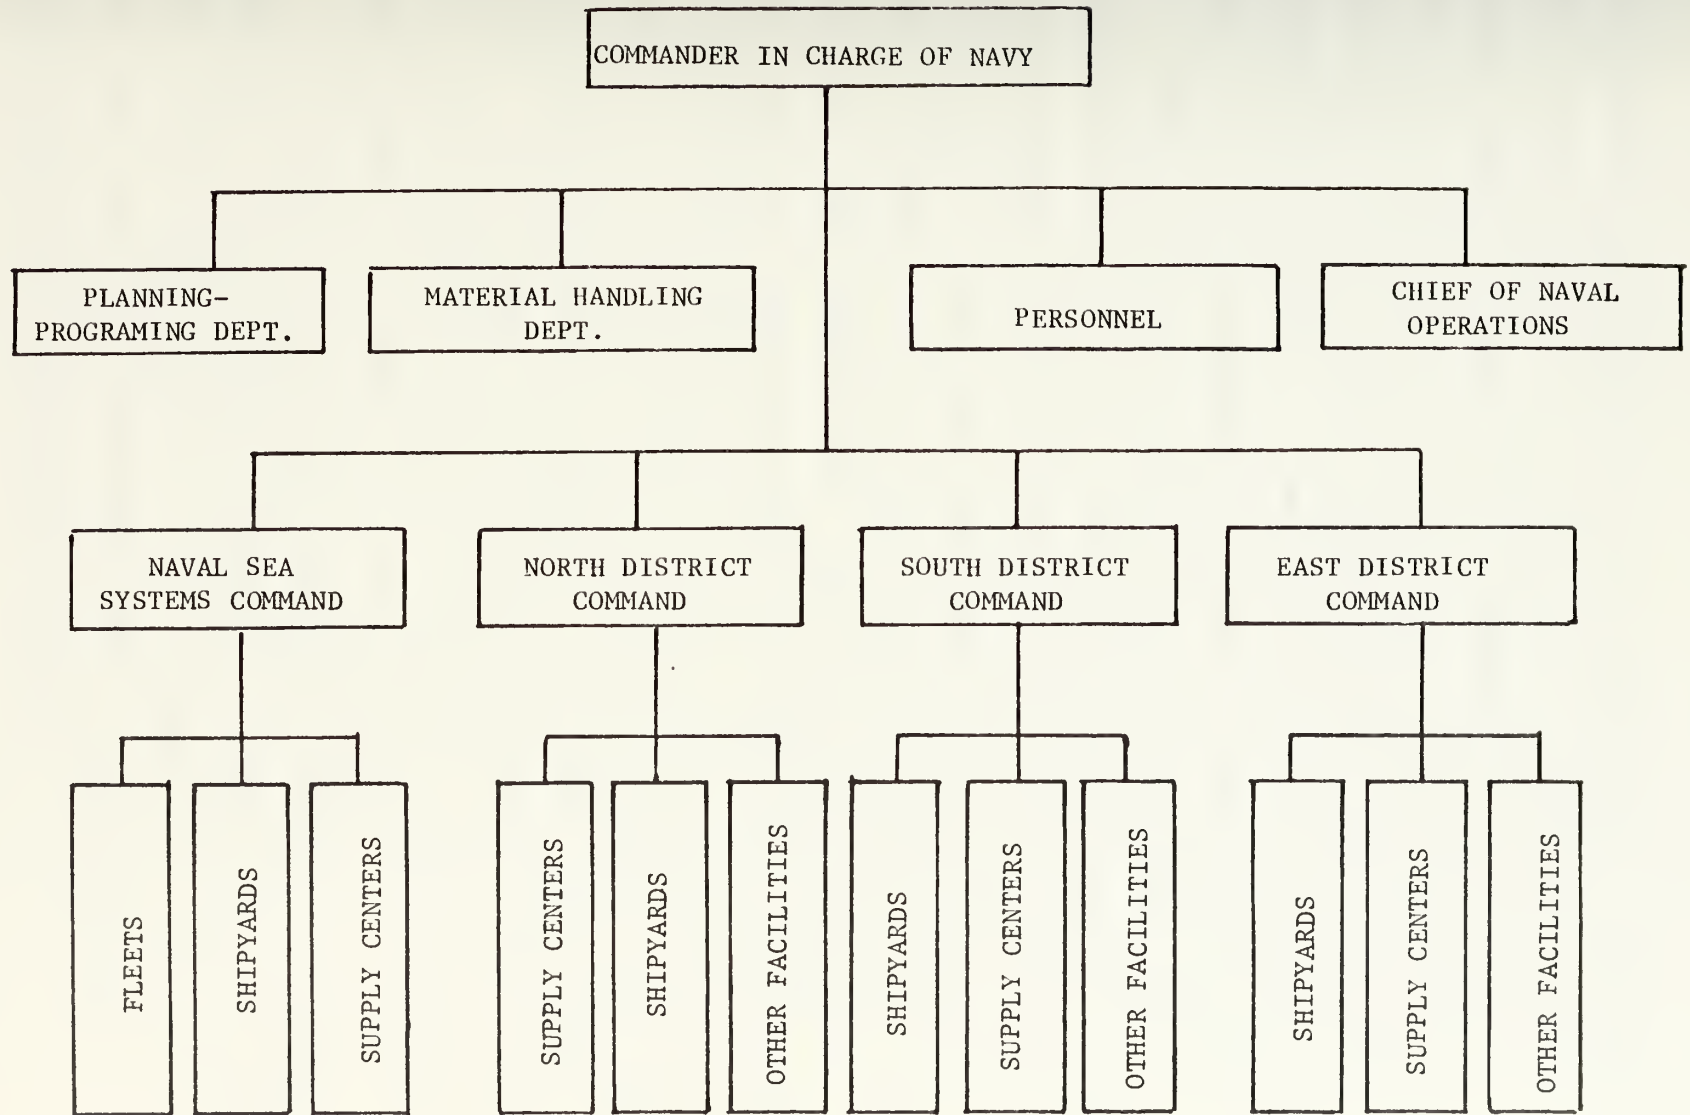 COMMANDER IN CHARGE OF NAVY
PLANNING-
PROGRAMING DEPT.
MATERIAL HANDLING
DEPT.
PERSONNEL
CHIEF OF NAVAL
OPERATIONS
NAVAL SEA
SYSTEMS COMMAND
NORTH DISTRICT
COMMAND
SOUTH DISTRICT
COMMAND
EAST DISTRICT
COMMAND
FLEETS
SHIPYARDS
SUPPLY CENTERS
SUPPLY CENTERS
SHIPYARDS
OTHER FACILITIES
SHIPYARDS
SUPPLY CENTERS
OTHER FACILITIES
SHIPYARDS
SUPPLY CENTERS
OTHER FACILITIES